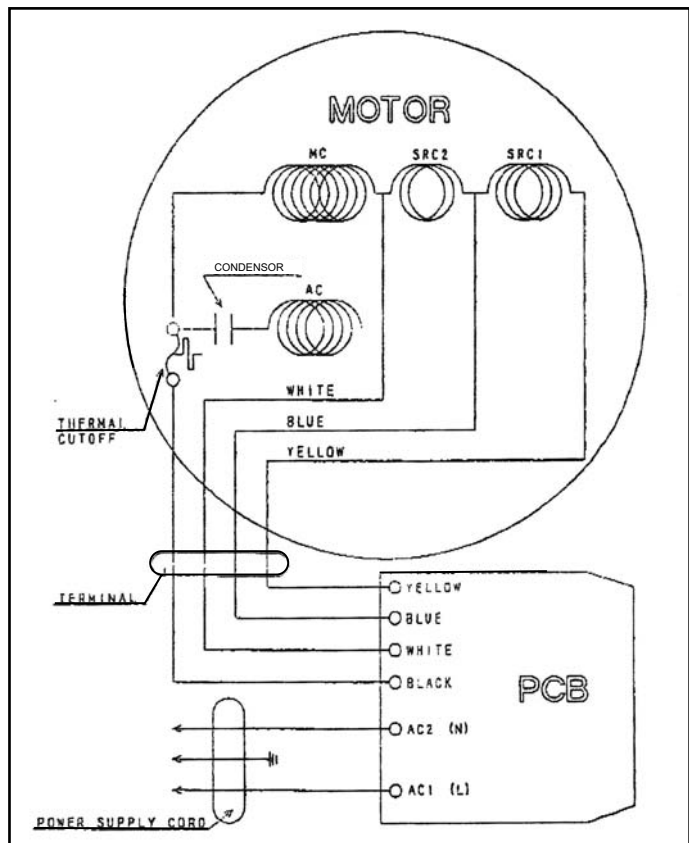 MOTOR
MC
SRC2
SRC1
CONDENSOR
AC
WHITE
THERMAL
CUTOFF
BLUE
YELLOW
TERMINAL
YELLOW
BLUE
WHITE
BLACK
PCB
AC2 (N)
AC1 (L)
POWER SUPPLY CORD